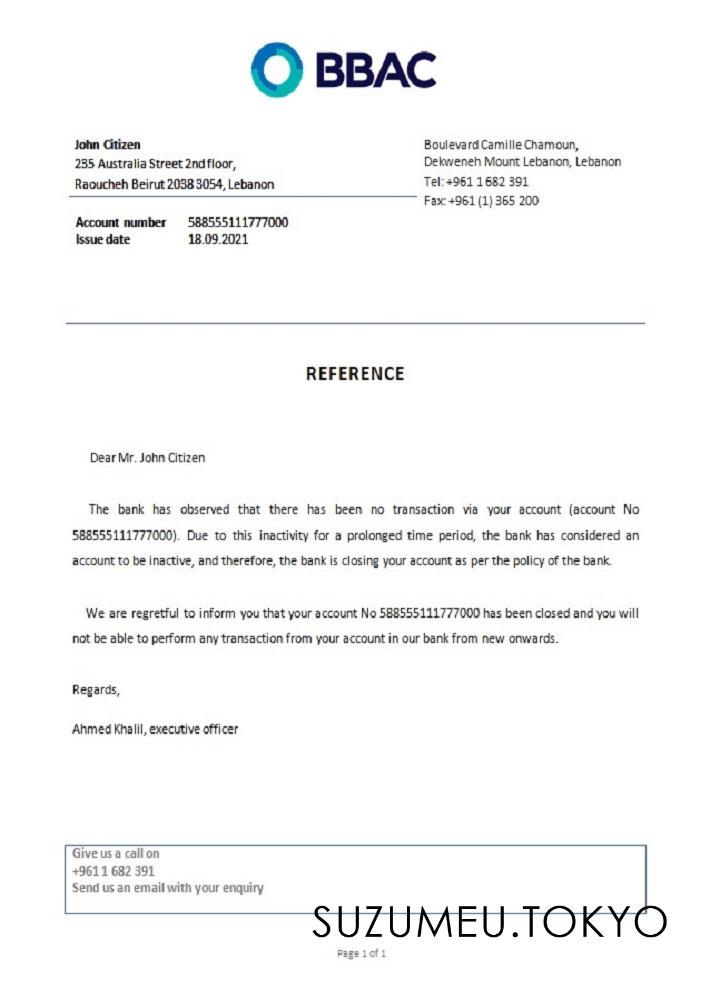 BBAC
John Citizen
235 Australia Street 2nd floor,
Raoucheh Beirut 2038 3054, Lebanon
Boulevard Camille Chamoun,
Dekweneh Mount Lebanon, Lebanon
Tel: +961 1 682 391
Fax: +961 (1) 365 200
Account number 588555111777000
Issue date 18.09.2021
REFERENCE
Dear Mr. John Citizen
The bank has observed that there has been no transaction via your account (account No
588555111777000). Due to this inactivity for a prolonged time period, the bank has considered an
account to be inactive, and therefore, the bank is closing your account as per the policy of the bank.
We are regretful to inform you that your account No 588555111777000 has been closed and you will
not be able to perform any transaction from your account in our bank from new onwards.
Regards,
Ahmed Khalil, executive officer
Give us a call on
+961 1 682 391
Send us an email with your enquiry
SUZUMEU.TOKYO
Page 1 of 1